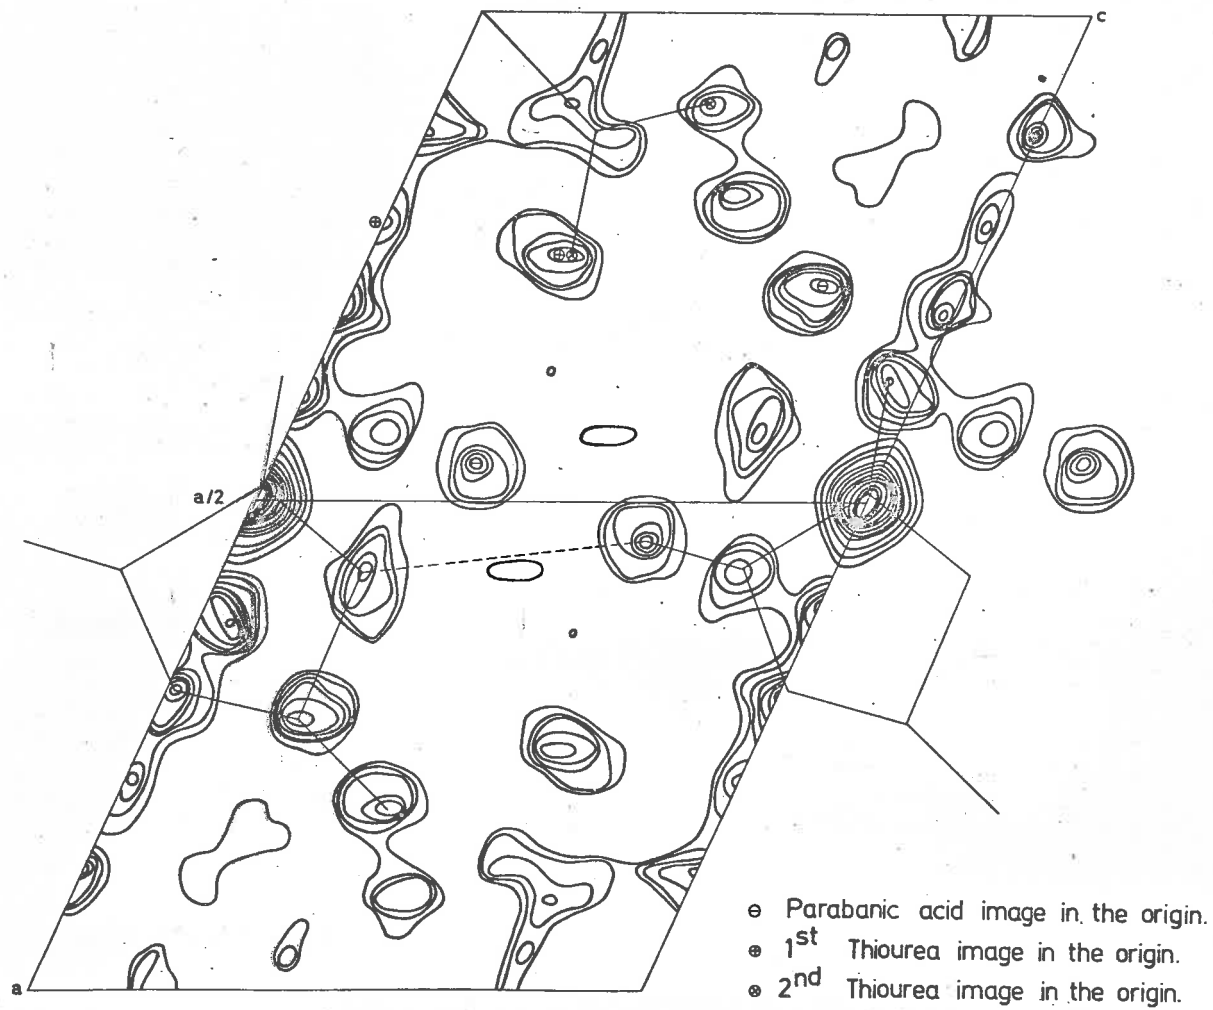 c
a/2
a
⊖ Parabanic acid image in the origin.
⊕ 1st Thiourea image in the origin.
⊗ 2nd Thiourea image in the origin.